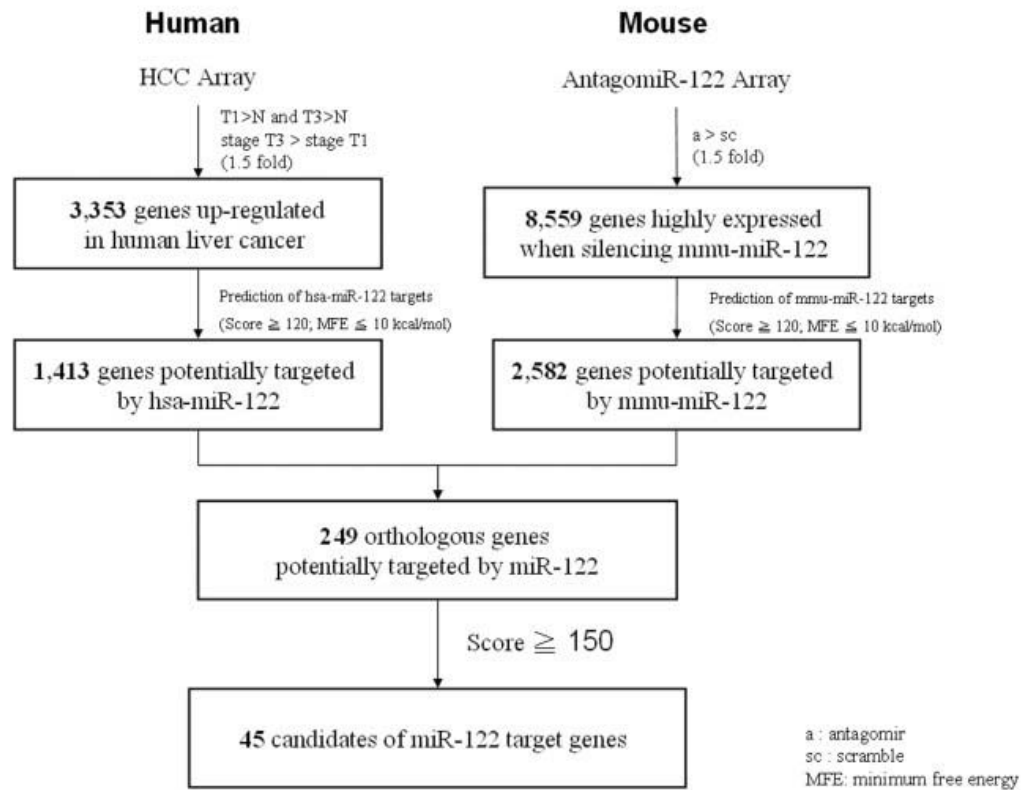 Human
HCC Array
T1>N and T3>N
stage T3 > stage T1
(1.5 fold)
3,353 genes up-regulated
in human liver cancer
Prediction of hsa-miR-122 targets
(Score ≧ 120; MFE ≦ 10 kcal/mol)
1,413 genes potentially targeted
by hsa-miR-122
Mouse
AntagomiR-122 Array
a > sc
(1.5 fold)
8,559 genes highly expressed
when silencing mmu-miR-122
Prediction of mmu-miR-122 targets
(Score ≧ 120; MFE ≦ 10 kcal/mol)
2,582 genes potentially targeted
by mmu-miR-122
249 orthologous genes
potentially targeted by miR-122
Score ≧ 150
45 candidates of miR-122 target genes
a : antagomir
sc : scramble
MFE: minimum free energy